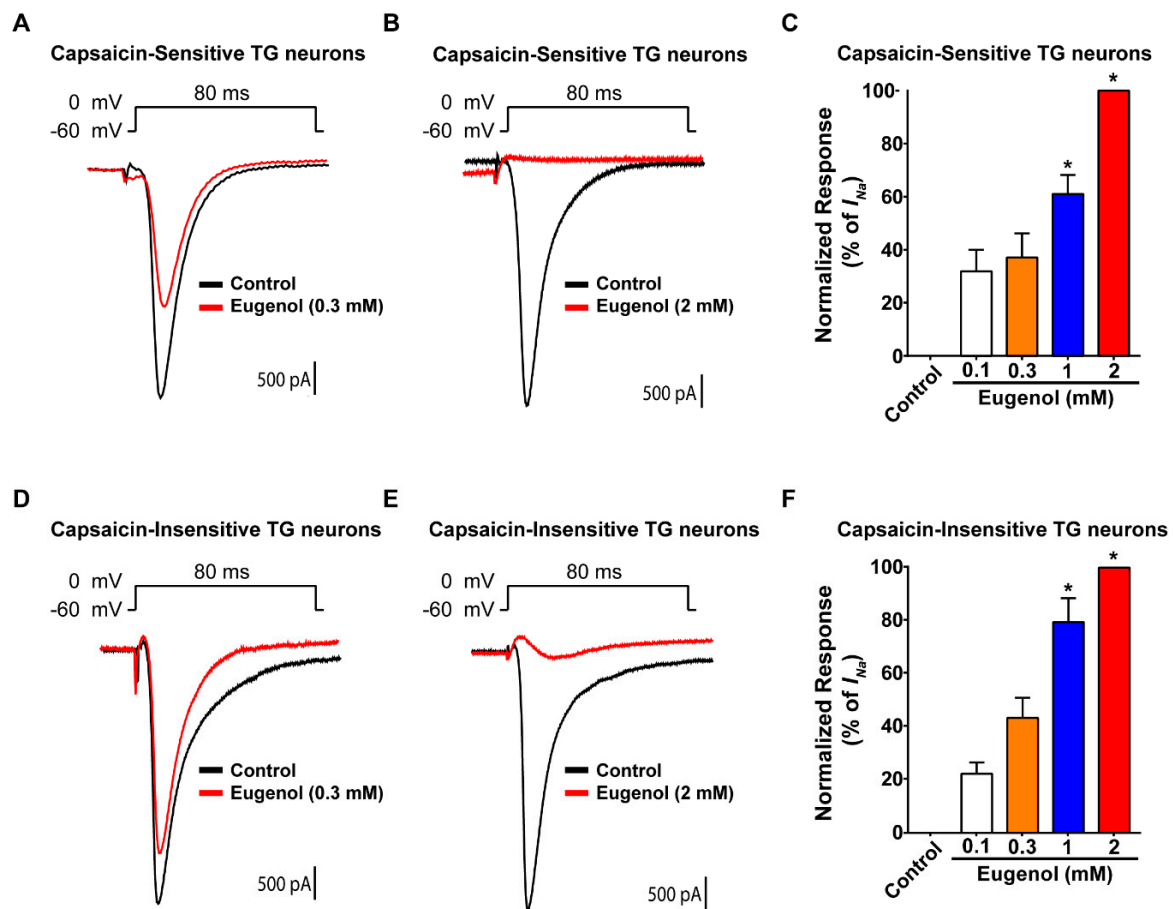 A
Capsaicin-Sensitive TG neurons
0 mV
-60 mV
80 ms
Control
Eugenol (0.3 mM)
500 pA
B
Capsaicin-Sensitive TG neurons
0 mV
-60 mV
80 ms
Control
Eugenol (2 mM)
500 pA
C
Capsaicin-Sensitive TG neurons
Normalized Response
(% of INa)
100
80
60
40
20
0
*
*
Control
0.1 0.3 1 2
Eugenol (mM)
D
Capsaicin-Insensitive TG neurons
0 mV
-60 mV
80 ms
Control
Eugenol (0.3 mM)
500 pA
E
Capsaicin-Insensitive TG neurons
0 mV
-60 mV
80 ms
Control
Eugenol (2 mM)
500 pA
F
Capsaicin-Insensitive TG neurons
Normalized Response
(% of INa)
100
80
60
40
20
0
*
*
Control
0.1 0.3 1 2
Eugenol (mM)